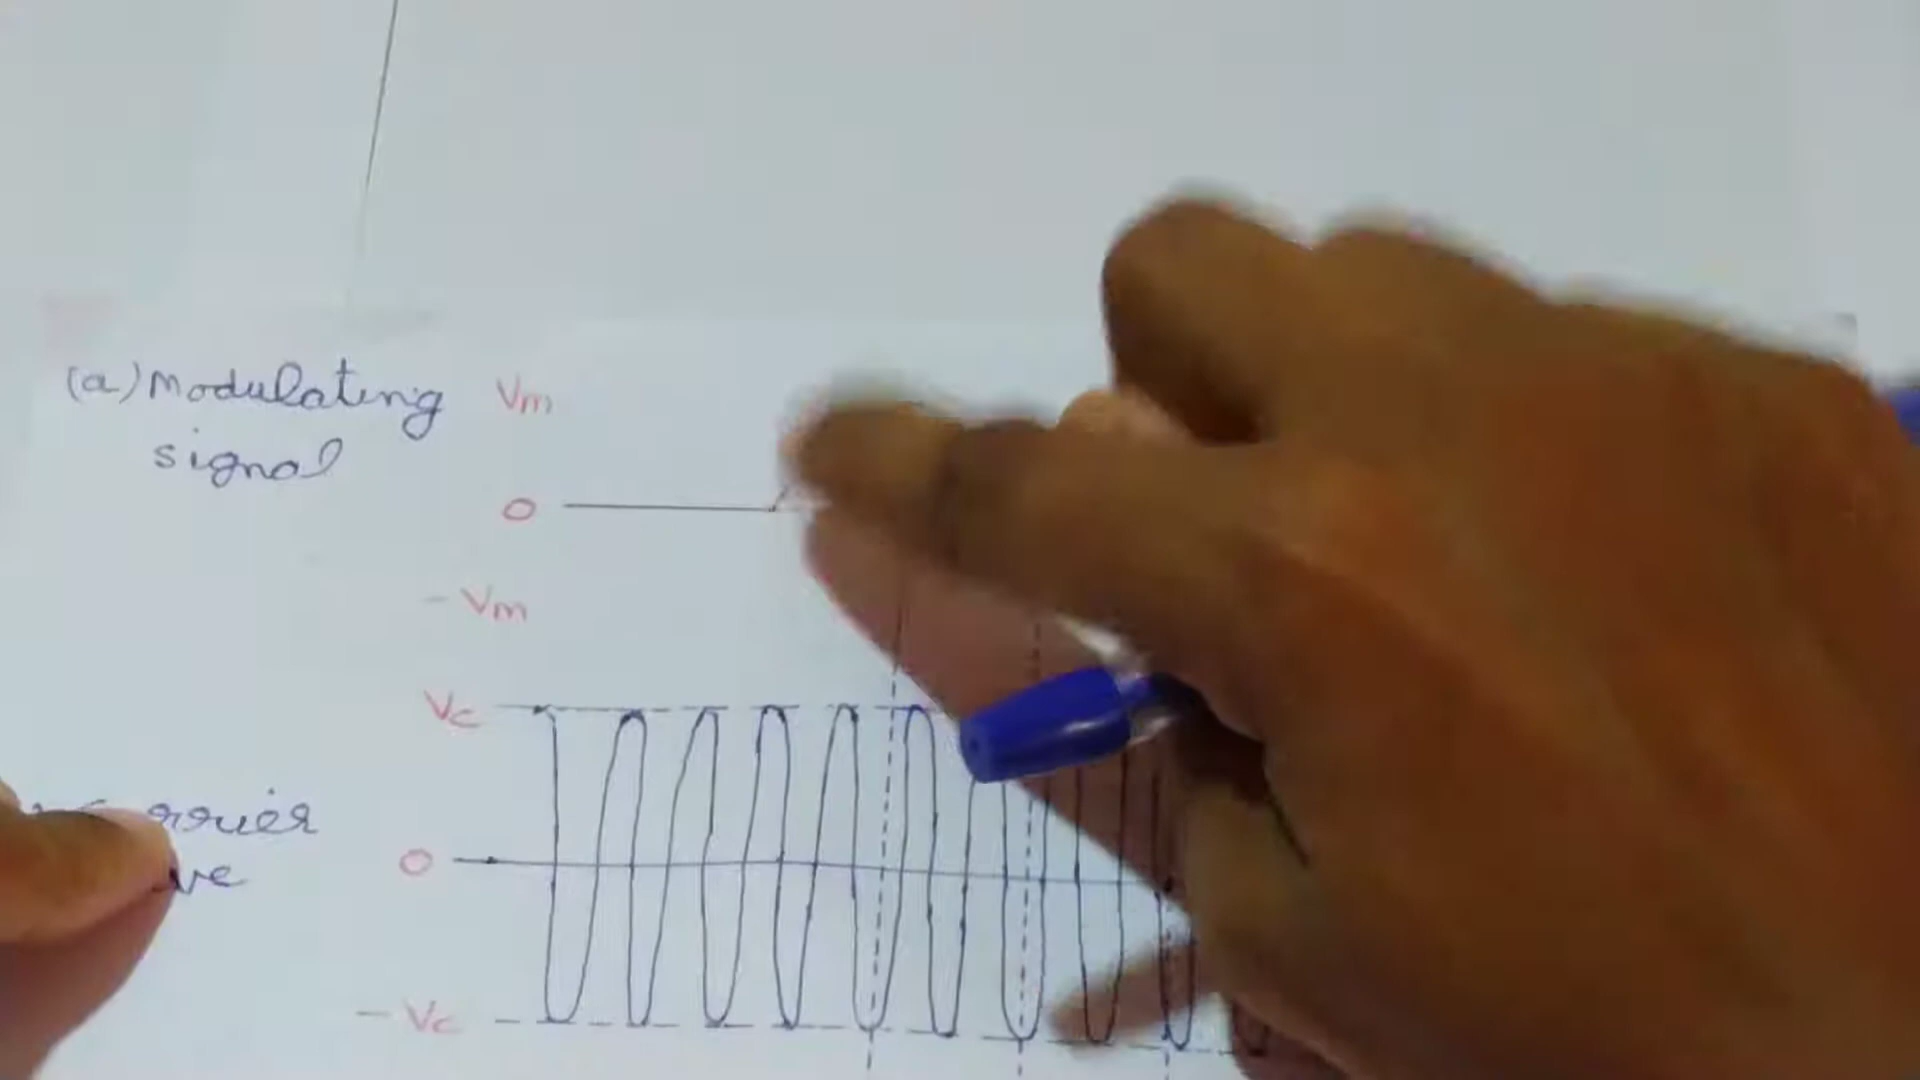 (a) Modulating
signal
Vm
0
- Vm
Vc
0
- Vc